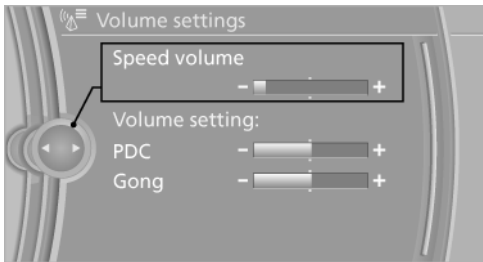 Volume settings
Speed volume
- +
Volume setting:
PDC - +
Gong - +